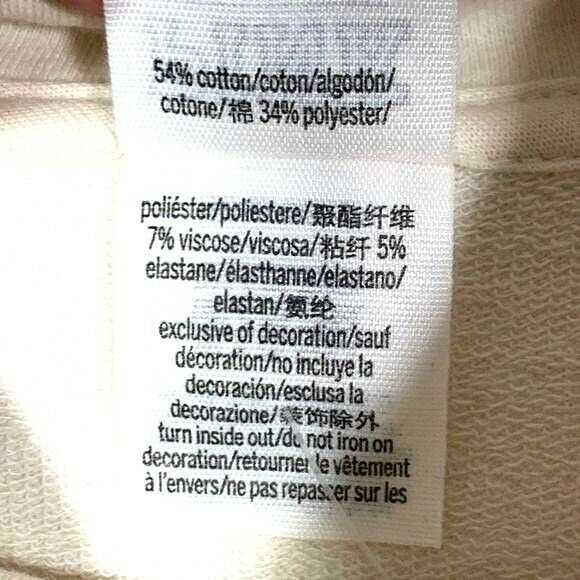 54% cotton/coton/algodón/
cotone/棉 34% polyester/
poliéster/poliestere/聚酯纤维
7% viscose/viscosa/粘纤 5%
elastane/élasthanne/elastano/
elastan/氨纶
exclusive of decoration/sauf
décoration/no incluye la
decoración/esclusa la
decorazione/装饰除外
turn inside out/do not iron on
decoration/retourner le vêtement
à l'envers/ne pas repasser sur les